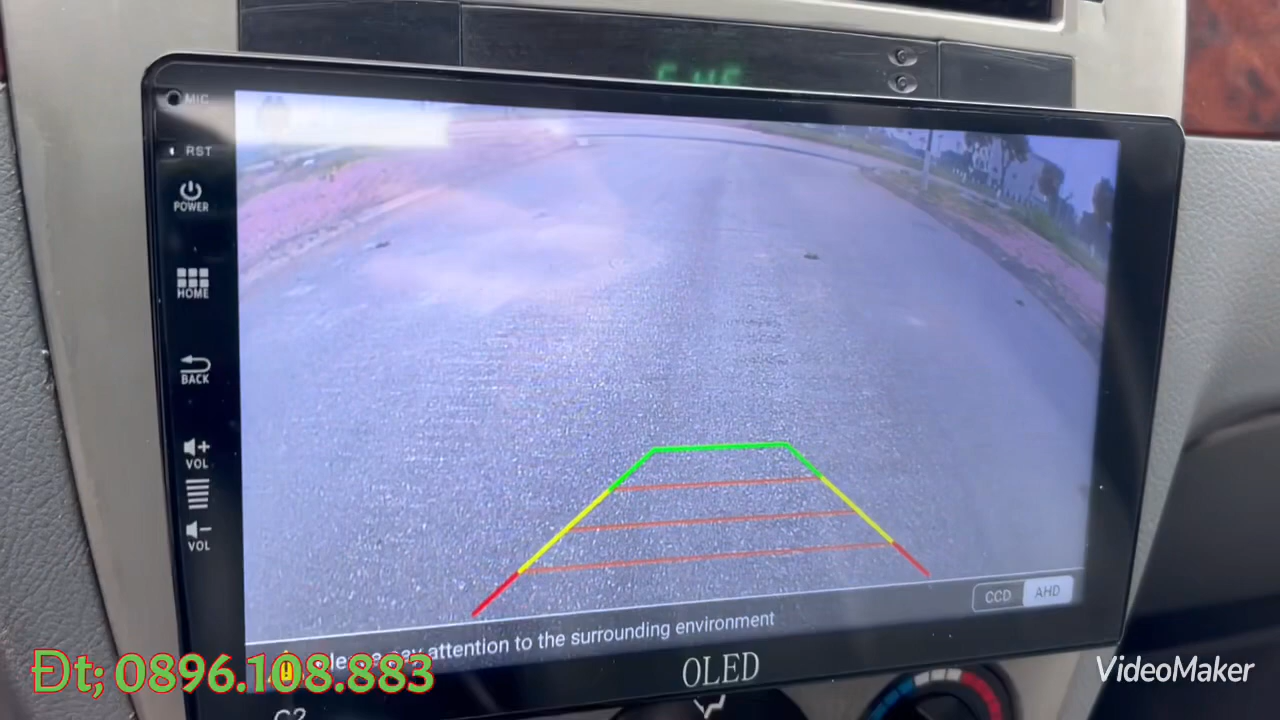 MIC
RST
POWER
HOME
BACK
VOL
VOL
CCD AHD
attention to the surrounding environment
Đt; 0896.108.883
OLED
VideoMaker